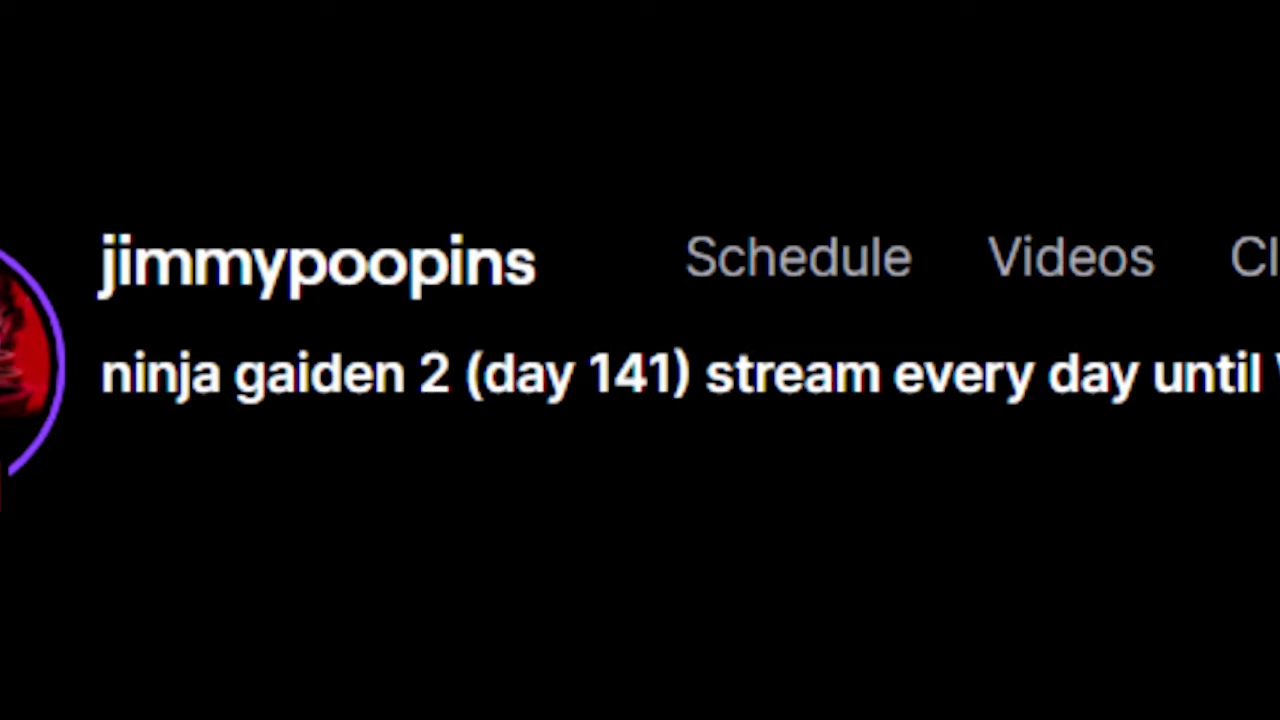 jimmypoopins Schedule Videos
ninja gaiden 2 (day 141) stream every day until